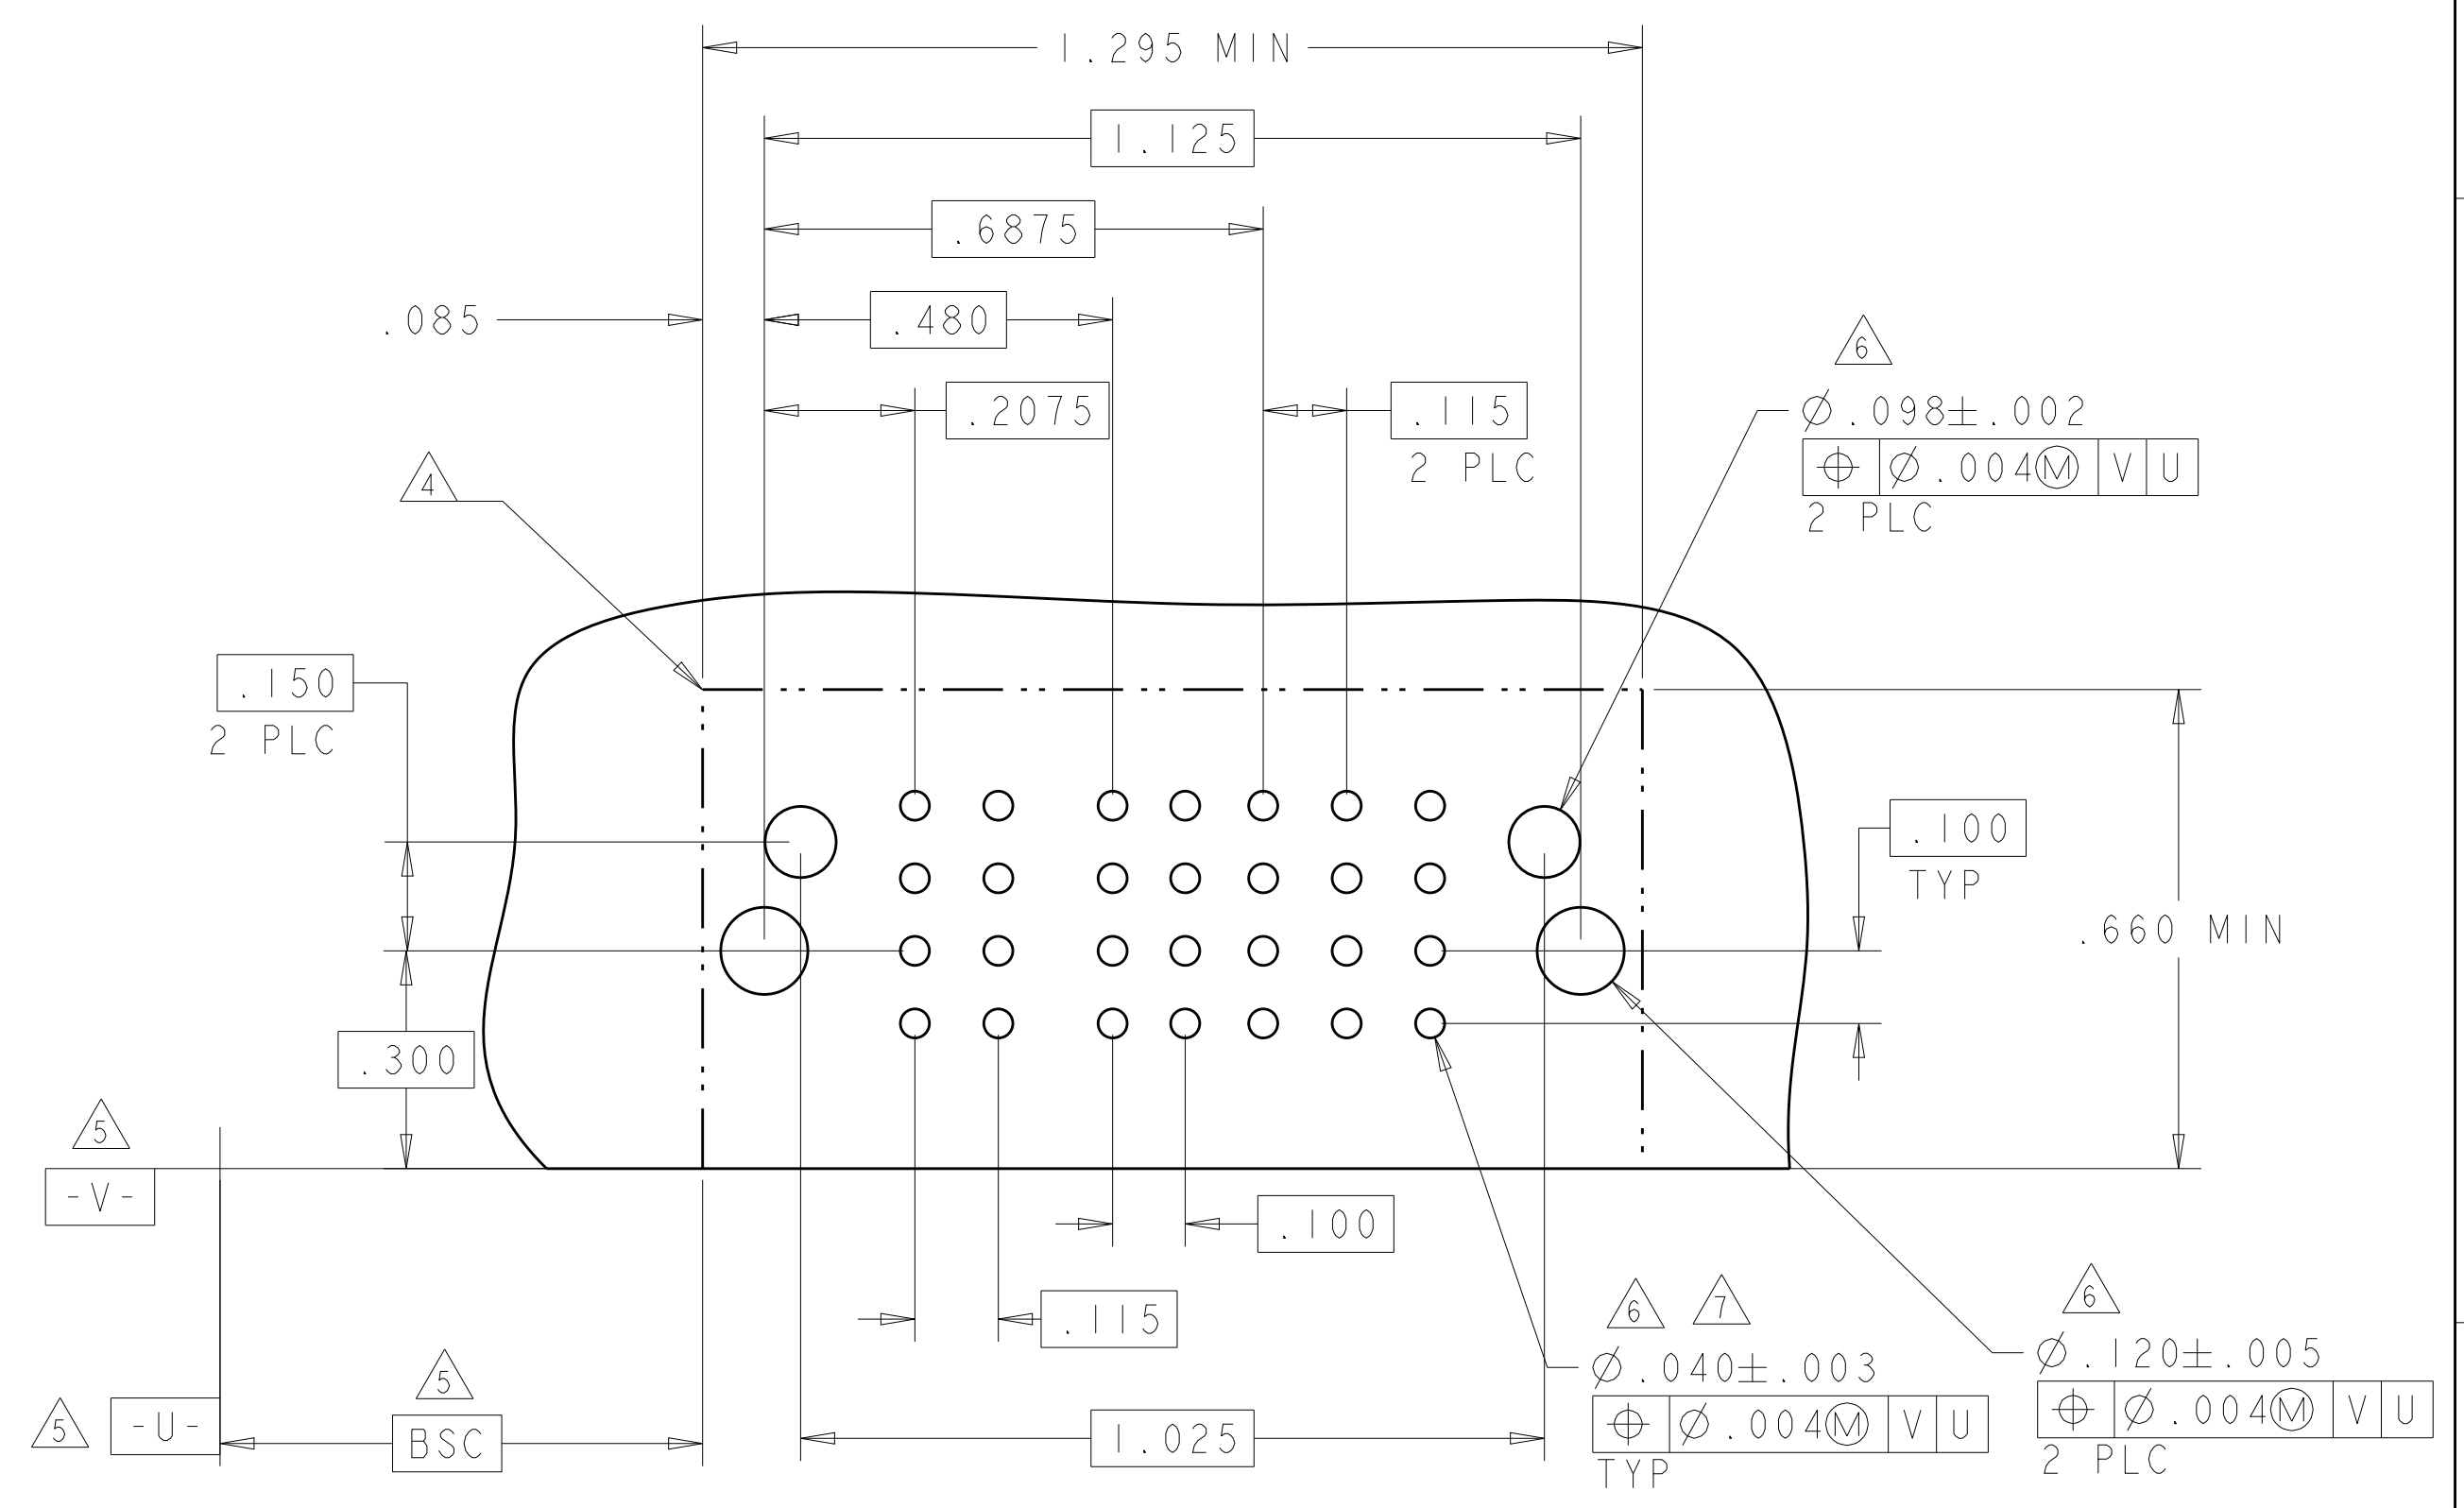 1.295 MIN
1.125
.6875
.085
.480
6
.2075
.115
2 PLC
Ø.098±.002
⌖ Ø.004Ⓜ V U
2 PLC
4
.150
2 PLC
.100
TYP
.660 MIN
.300
5
-V-
.100
.115
6
7
6
Ø.040±.003
⌖ Ø.004Ⓜ V U
TYP
Ø.120±.005
⌖ Ø.004Ⓜ V U
2 PLC
5
-U-
5
BSC
1.025